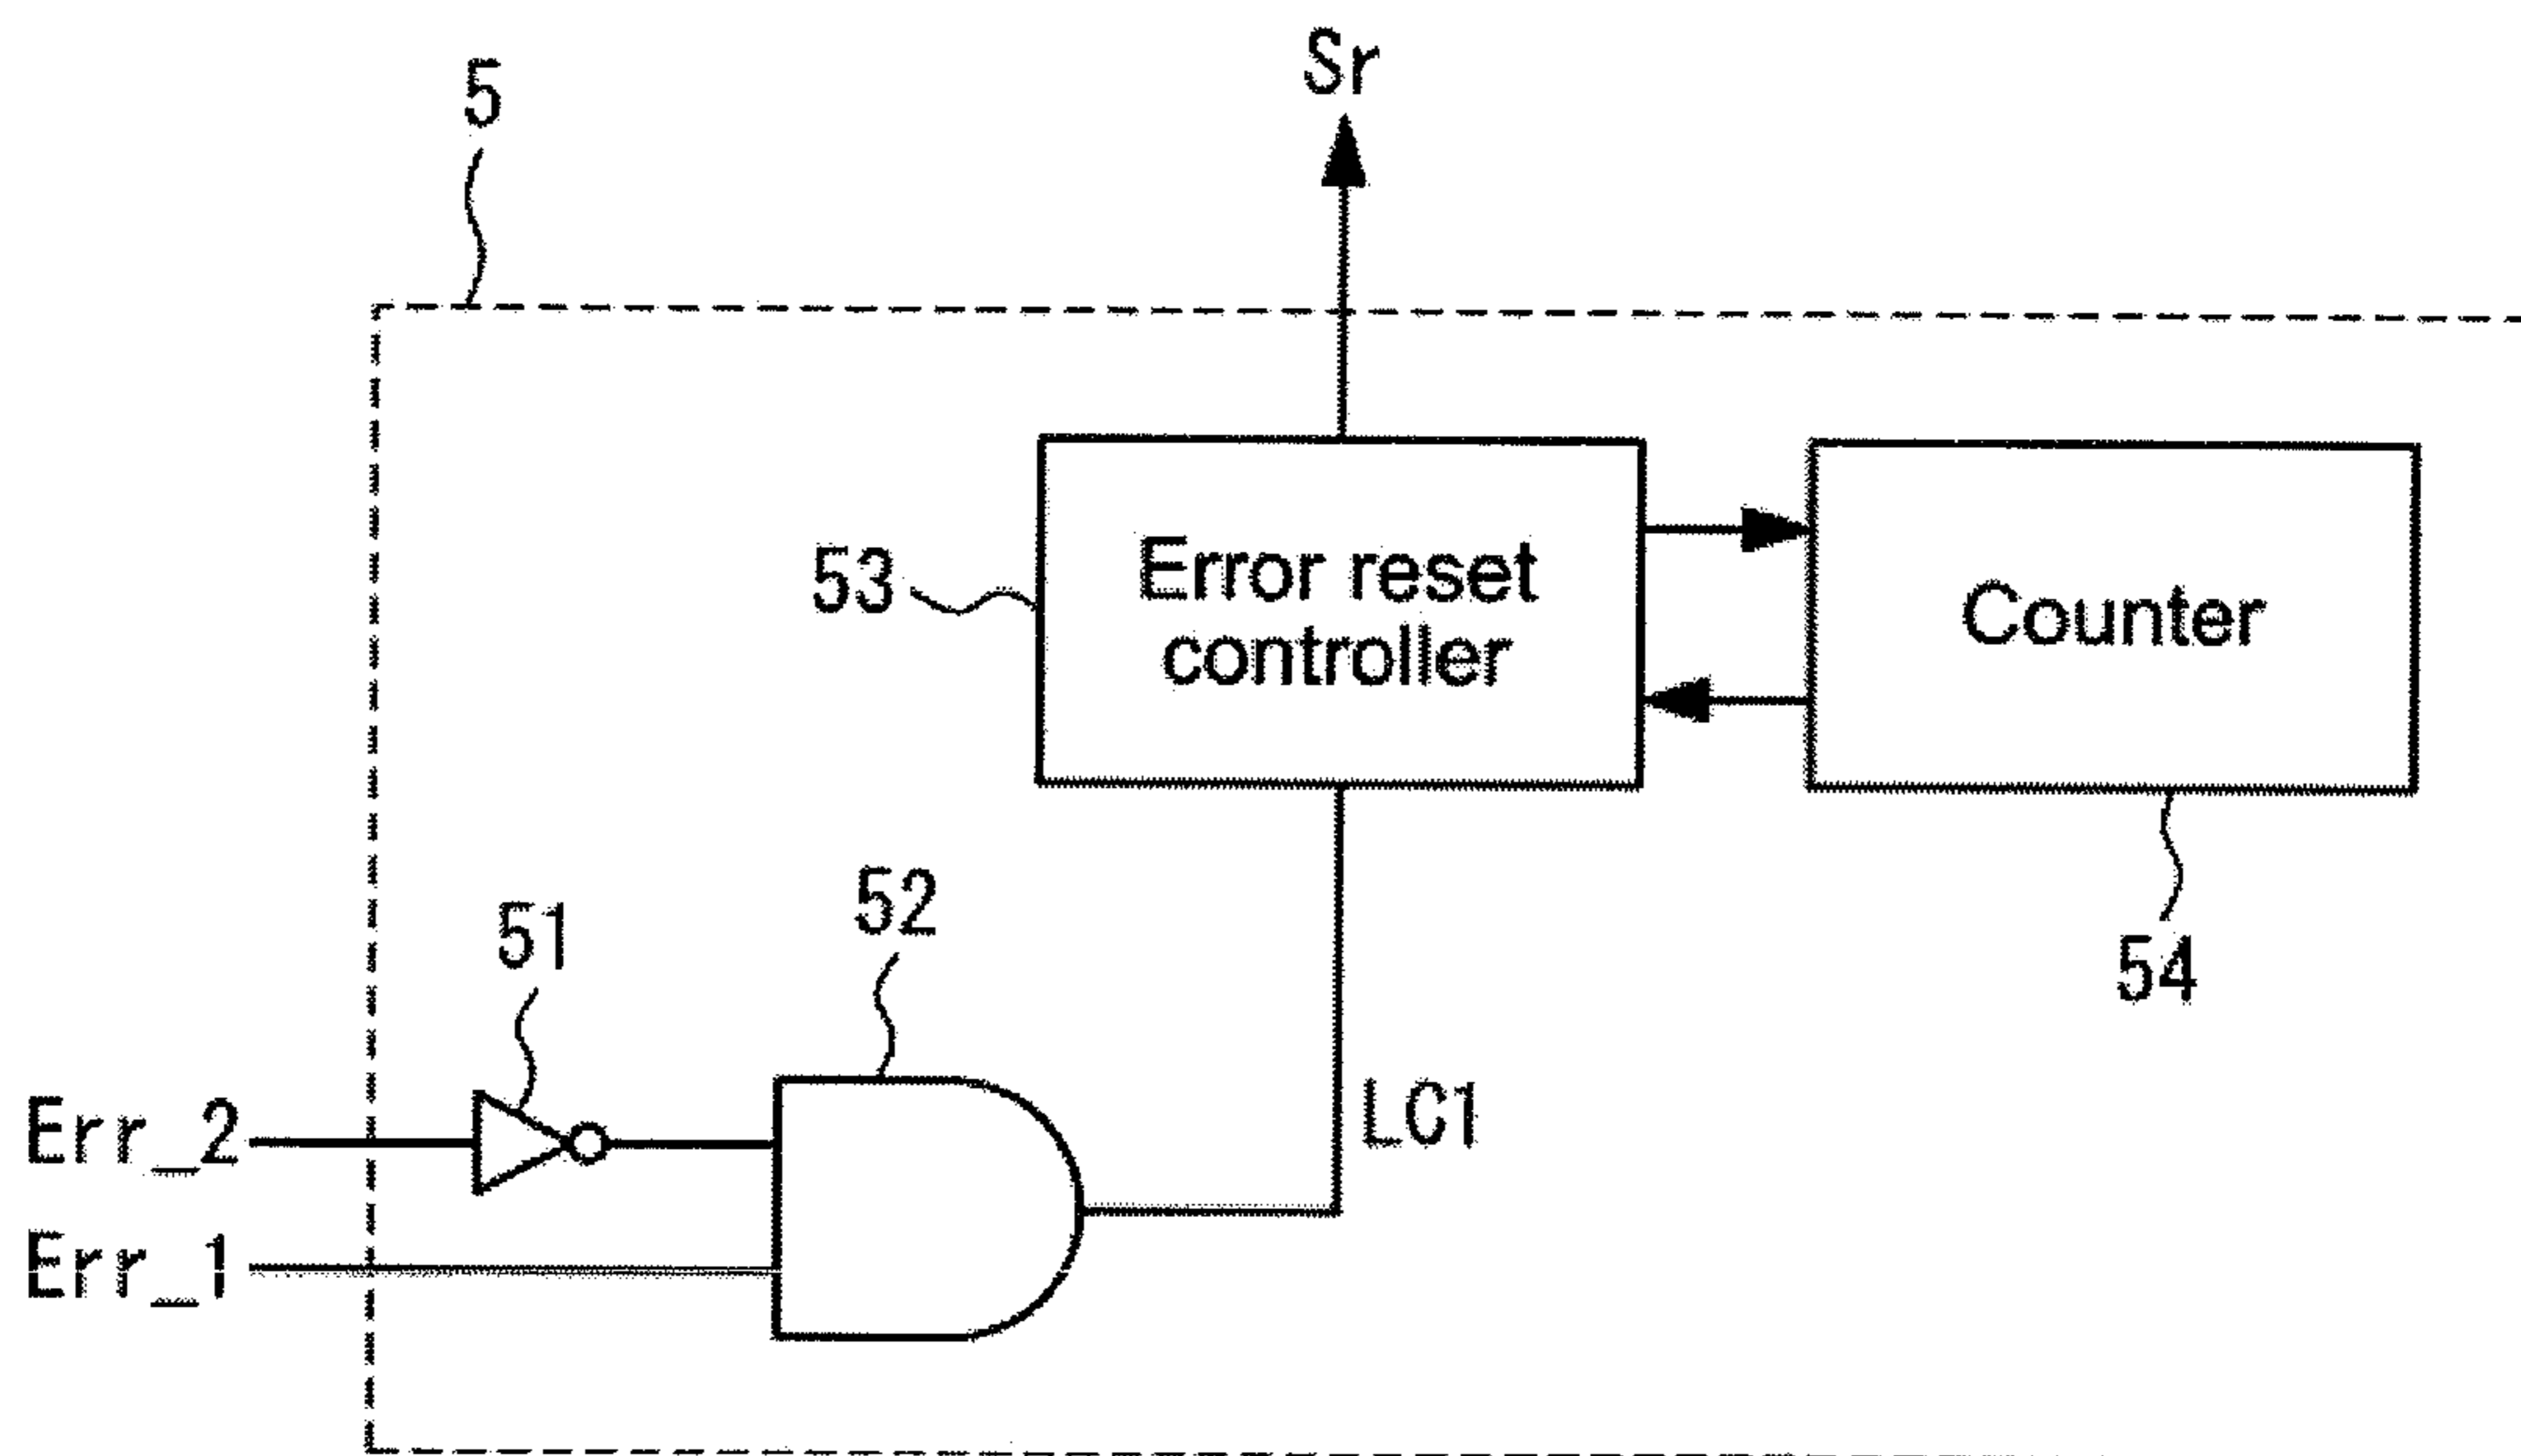 Sr
5
53
Error reset
controller
Counter
52
51
54
Err_2
LC1
Err_1